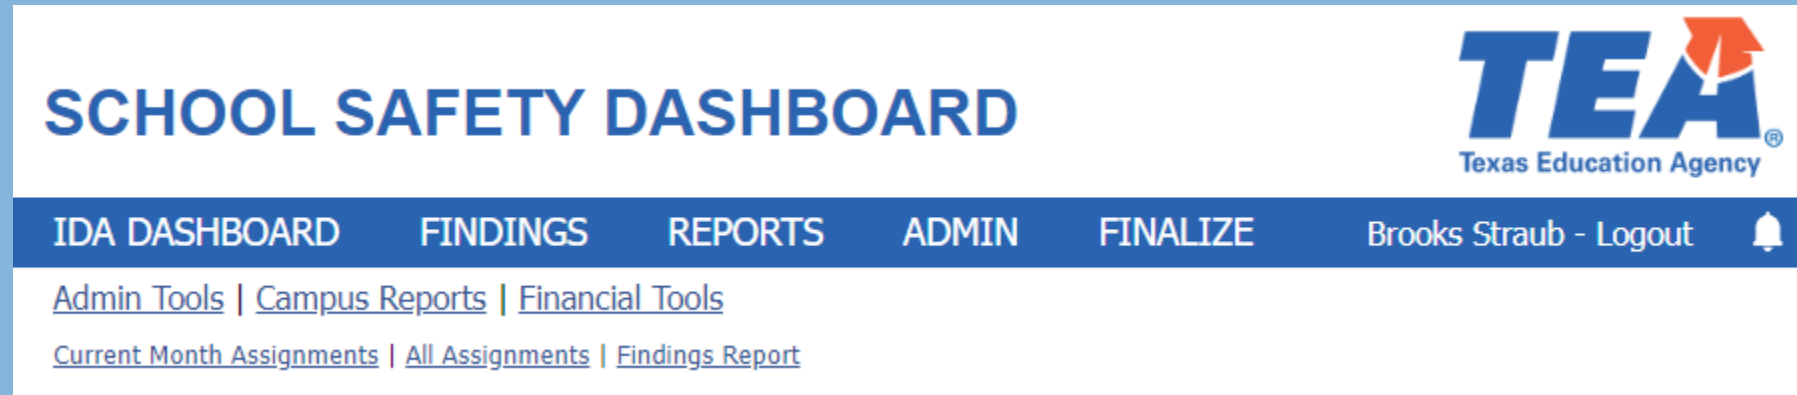 SCHOOL SAFETY DASHBOARD
TEA®
Texas Education Agency
IDA DASHBOARD FINDINGS REPORTS ADMIN FINALIZE Brooks Straub - Logout
Admin Tools | Campus Reports | Financial Tools
Current Month Assignments | All Assignments | Findings Report